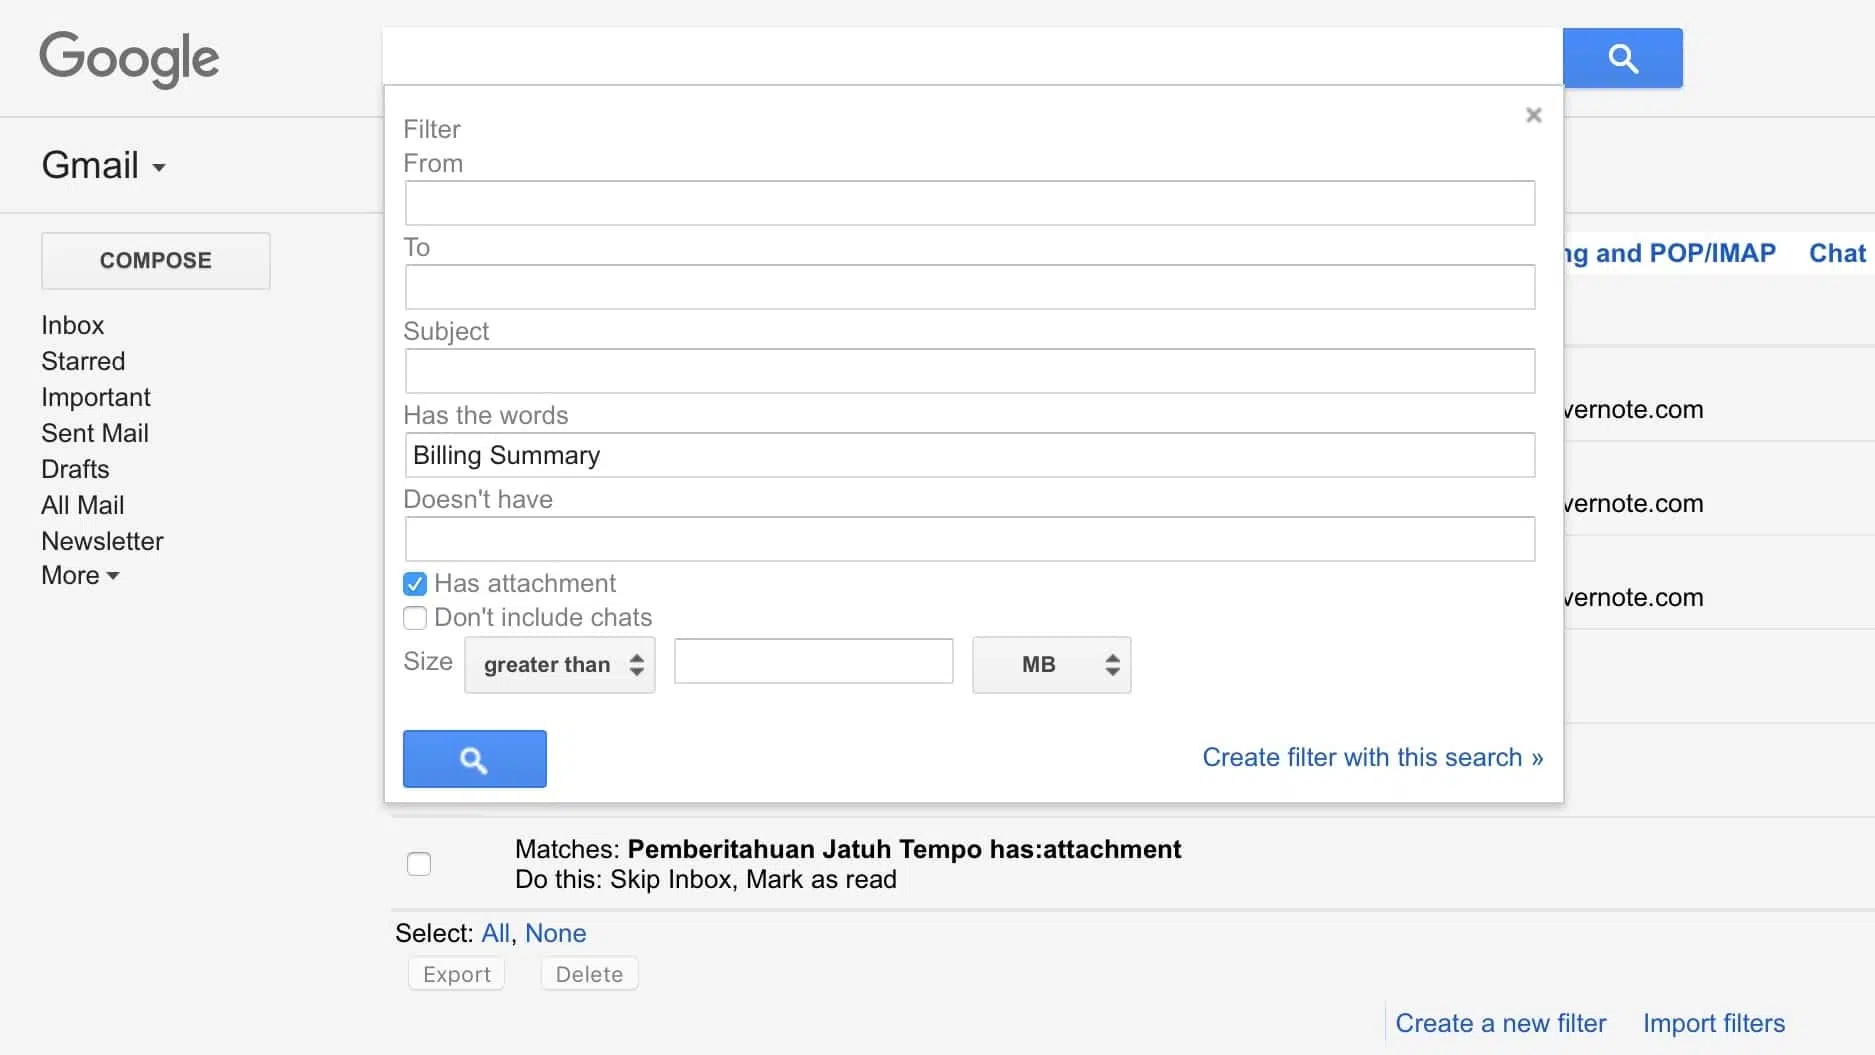 Google
Gmail
COMPOSE
Inbox
Starred
Important
Sent Mail
Drafts
All Mail
Newsletter
More
Filter
×
From
To
Subject
Has the words
Billing Summary
Doesn't have
Has attachment
Don't include chats
Size greater than MB
Create filter with this search »
and POP/IMAP Chat
vernote.com
vernote.com
vernote.com
Matches: Pemberitahuan Jatuh Tempo has:attachment
Do this: Skip Inbox, Mark as read
Select: All, None
Export Delete
Create a new filter Import filters